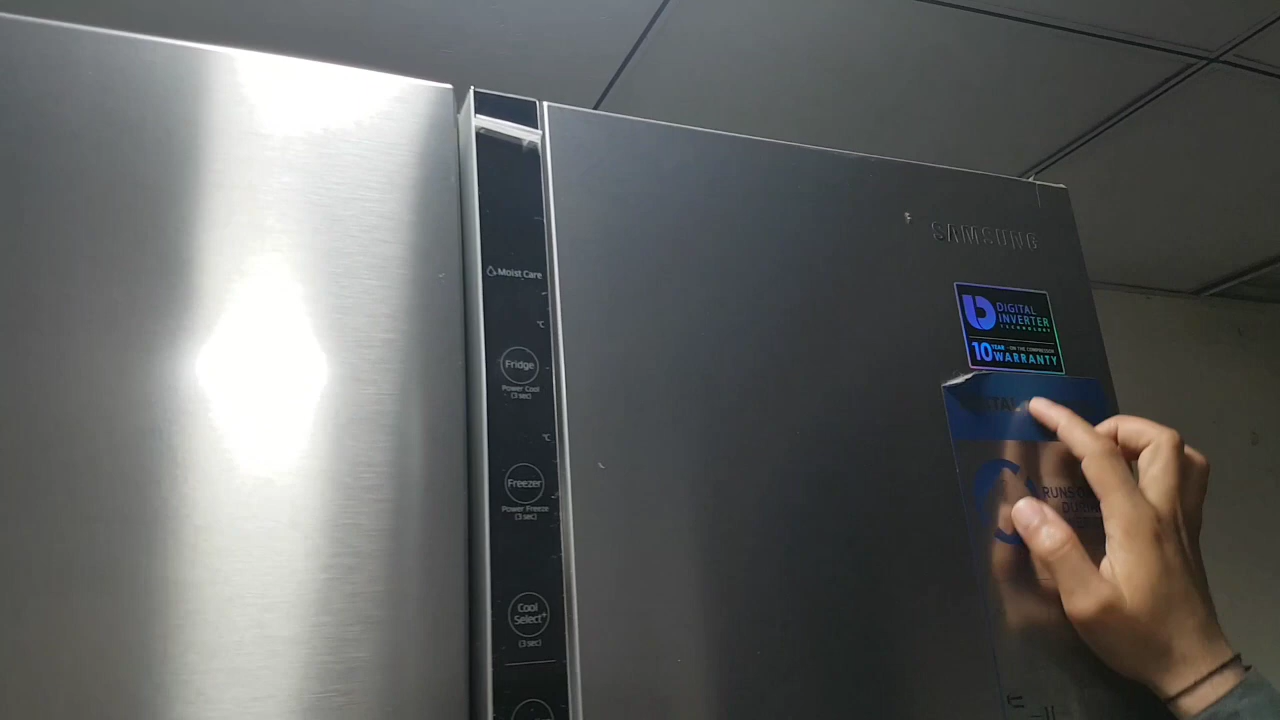 Moist Care
°C
Fridge
Power Cool
(3 sec)
°C
Freezer
Power Freeze
(3 sec)
Cool
Select+
(3 sec)
SAMSUNG
DIGITAL
INVERTER
TECHNOLOGY
10 YEAR - ON THE COMPRESSOR
WARRANTY
RUNS